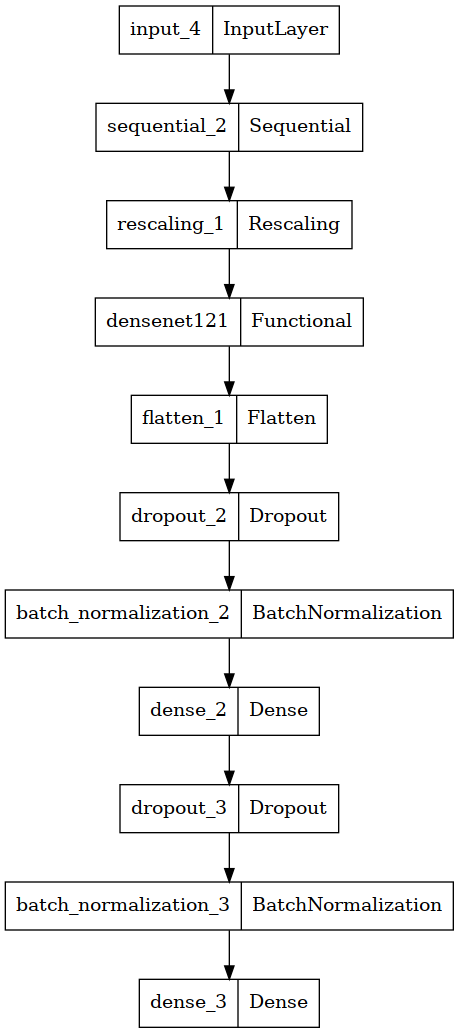 input_4 InputLayer
sequential_2 Sequential
rescaling_1 Rescaling
densenet121 Functional
flatten_1 Flatten
dropout_2 Dropout
batch_normalization_2 BatchNormalization
dense_2 Dense
dropout_3 Dropout
batch_normalization_3 BatchNormalization
dense_3 Dense